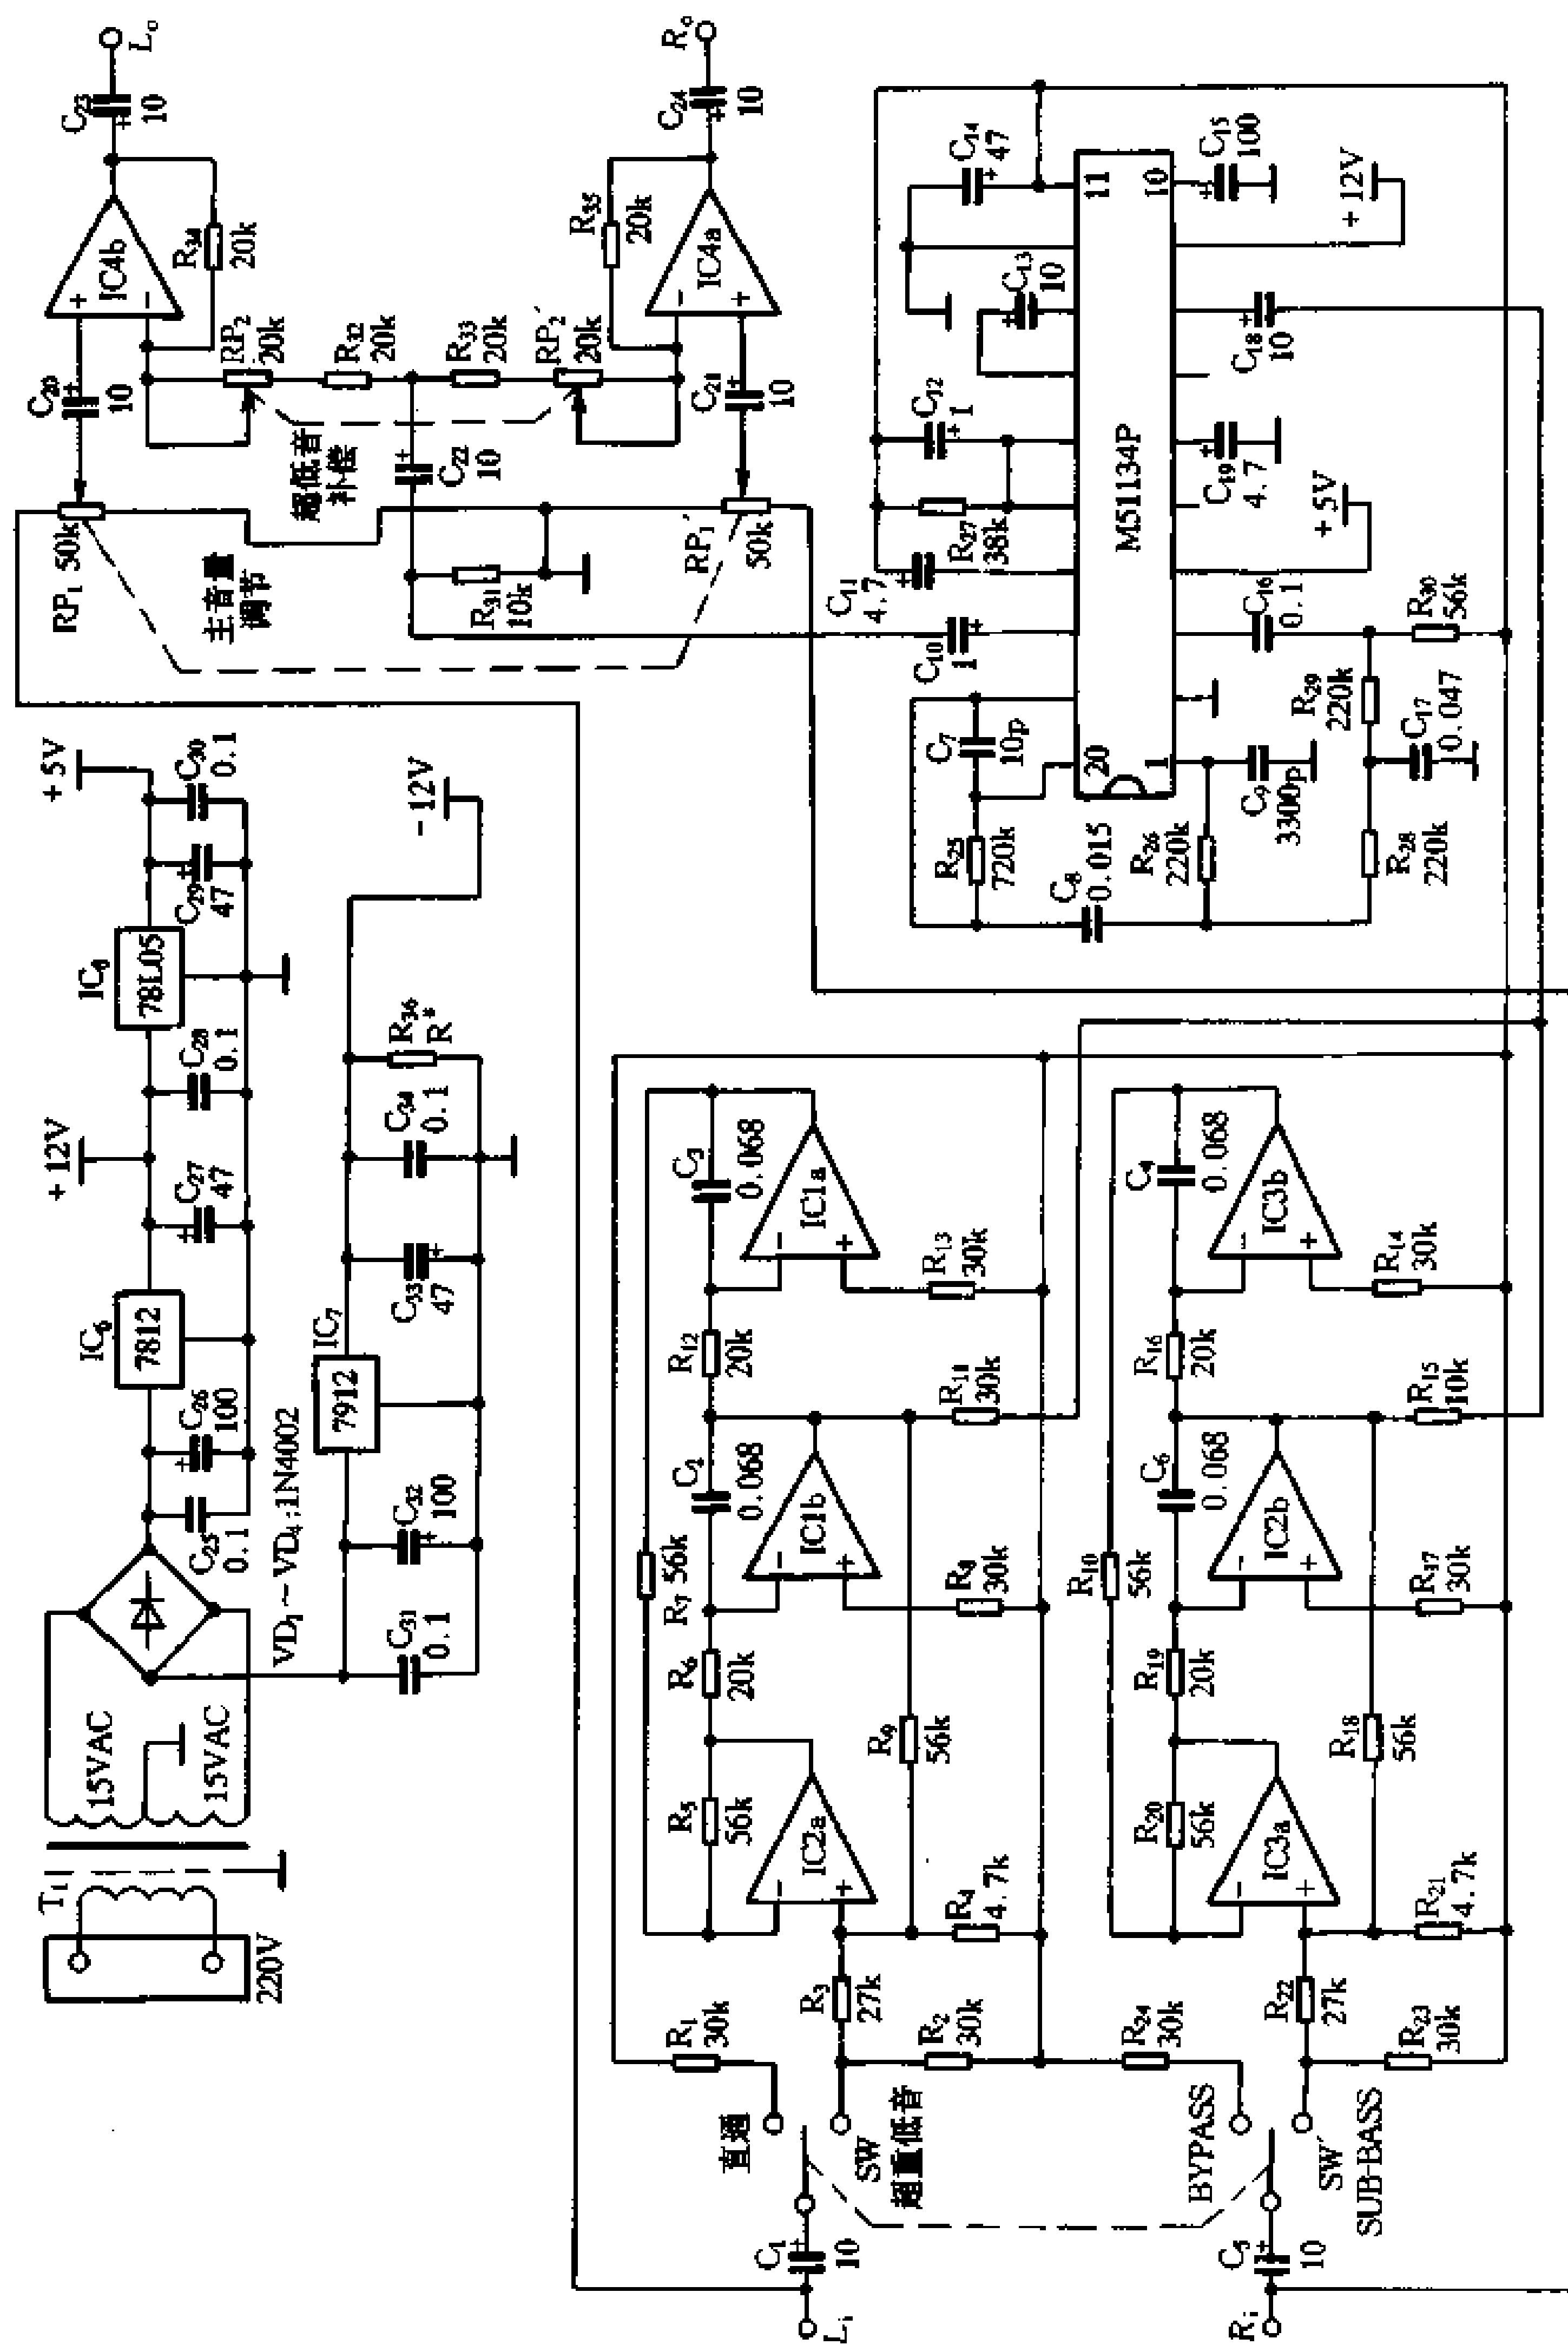 220V
T₁
15VAC
15VAC
VD₁～VD₄:1N4002
C₂₅
0.1
C₂₆
100
IC₆
7812
C₂₇
47
+12V
C₂₈
0.1
IC₈
78L05
C₂₉
47
C₃₀
0.1
+5V
C₃₁
0.1
C₃₂
100
IC₇
7912
C₃₃
47
C₃₄
0.1
R₃₆
R*
-12V
RP₁ 50k
主音量
调节
C₂₀
10
IC4b
+
-
R₃₄
20k
C₂₃
10
Lₒ
RP₂
20k
R₃₂
20k
R₃₃
20k
RP₂′
20k
超低音
补偿
C₂₂
10
R₃₁
10k
RP₁′
50k
C₂₁
10
IC4a
-
+
R₃₅
20k
C₂₄
10
Rₒ
Lᵢ
C₁
10
直通
SW
超重低音
R₁
30k
R₂
30k
R₃
27k
R₄
4.7k
IC2a
-
+
R₅
56k
R₆
20k
R₇ 56k
IC1b
-
+
C₂
0.068
R₈
30k
R₉
56k
R₁₁
30k
R₁₂
20k
IC1a
-
+
C₃
0.068
R₁₃
30k
Rᵢ
C₅
10
BYPASS
SW′
SUB-BASS
R₂₄
30k
R₂₃
30k
R₂₂
27k
R₂₁
4.7k
IC3a
-
+
R₂₀
56k
R₁₉
20k
R₁₀
56k
IC2b
-
+
C₆
0.068
R₁₇
30k
R₁₈
56k
R₁₅
10k
R₁₆
20k
IC3b
-
+
C₄
0.068
R₁₄
30k
M51134P
20
1
11
10
R₂₅
720k
C₇
10p
C₈
0.015
R₂₆
220k
C₉
3300p
R₂₈
220k
C₁₇
0.047
R₂₉
220k
R₃₀
56k
C₁₆
0.1
+5V
C₁₉
4.7
C₁₈
10
+12V
C₁₅
100
C₁₀
1
C₁₁
4.7
R₂₇
38k
C₁₂
1
C₁₃
10
C₁₄
47